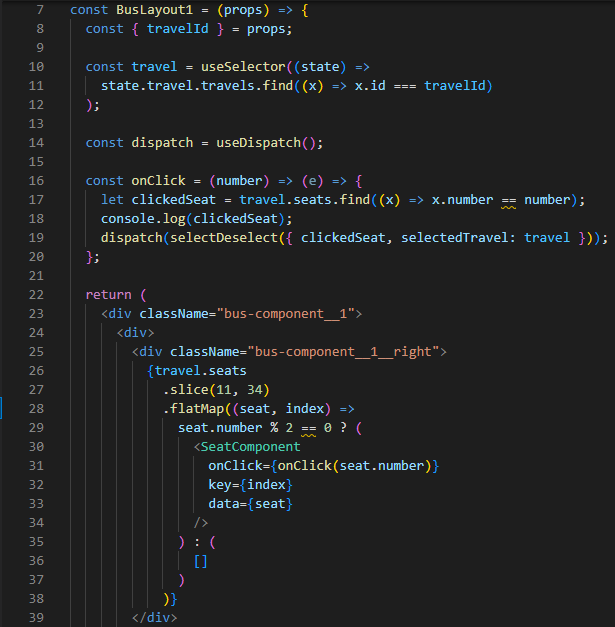 7 const BusLayout1 = (props) => {
8   const { travelId } = props;
9
10   const travel = useSelector((state) =>
11     state.travel.travels.find((x) => x.id === travelId)
12   );
13
14   const dispatch = useDispatch();
15
16   const onClick = (number) => (e) => {
17     let clickedSeat = travel.seats.find((x) => x.number == number);
18     console.log(clickedSeat);
19     dispatch(selectDeselect({ clickedSeat, selectedTravel: travel }));
20   };
21
22   return (
23     <div className="bus-component__1">
24       <div>
25         <div className="bus-component__1__right">
26           {travel.seats
27             .slice(11, 34)
28             .flatMap((seat, index) =>
29               seat.number % 2 == 0 ? (
30                 <SeatComponent
31                   onClick={onClick(seat.number)}
32                   key={index}
33                   data={seat}
34                 />
35               ) : (
36                 []
37               )
38             )}
39         </div>